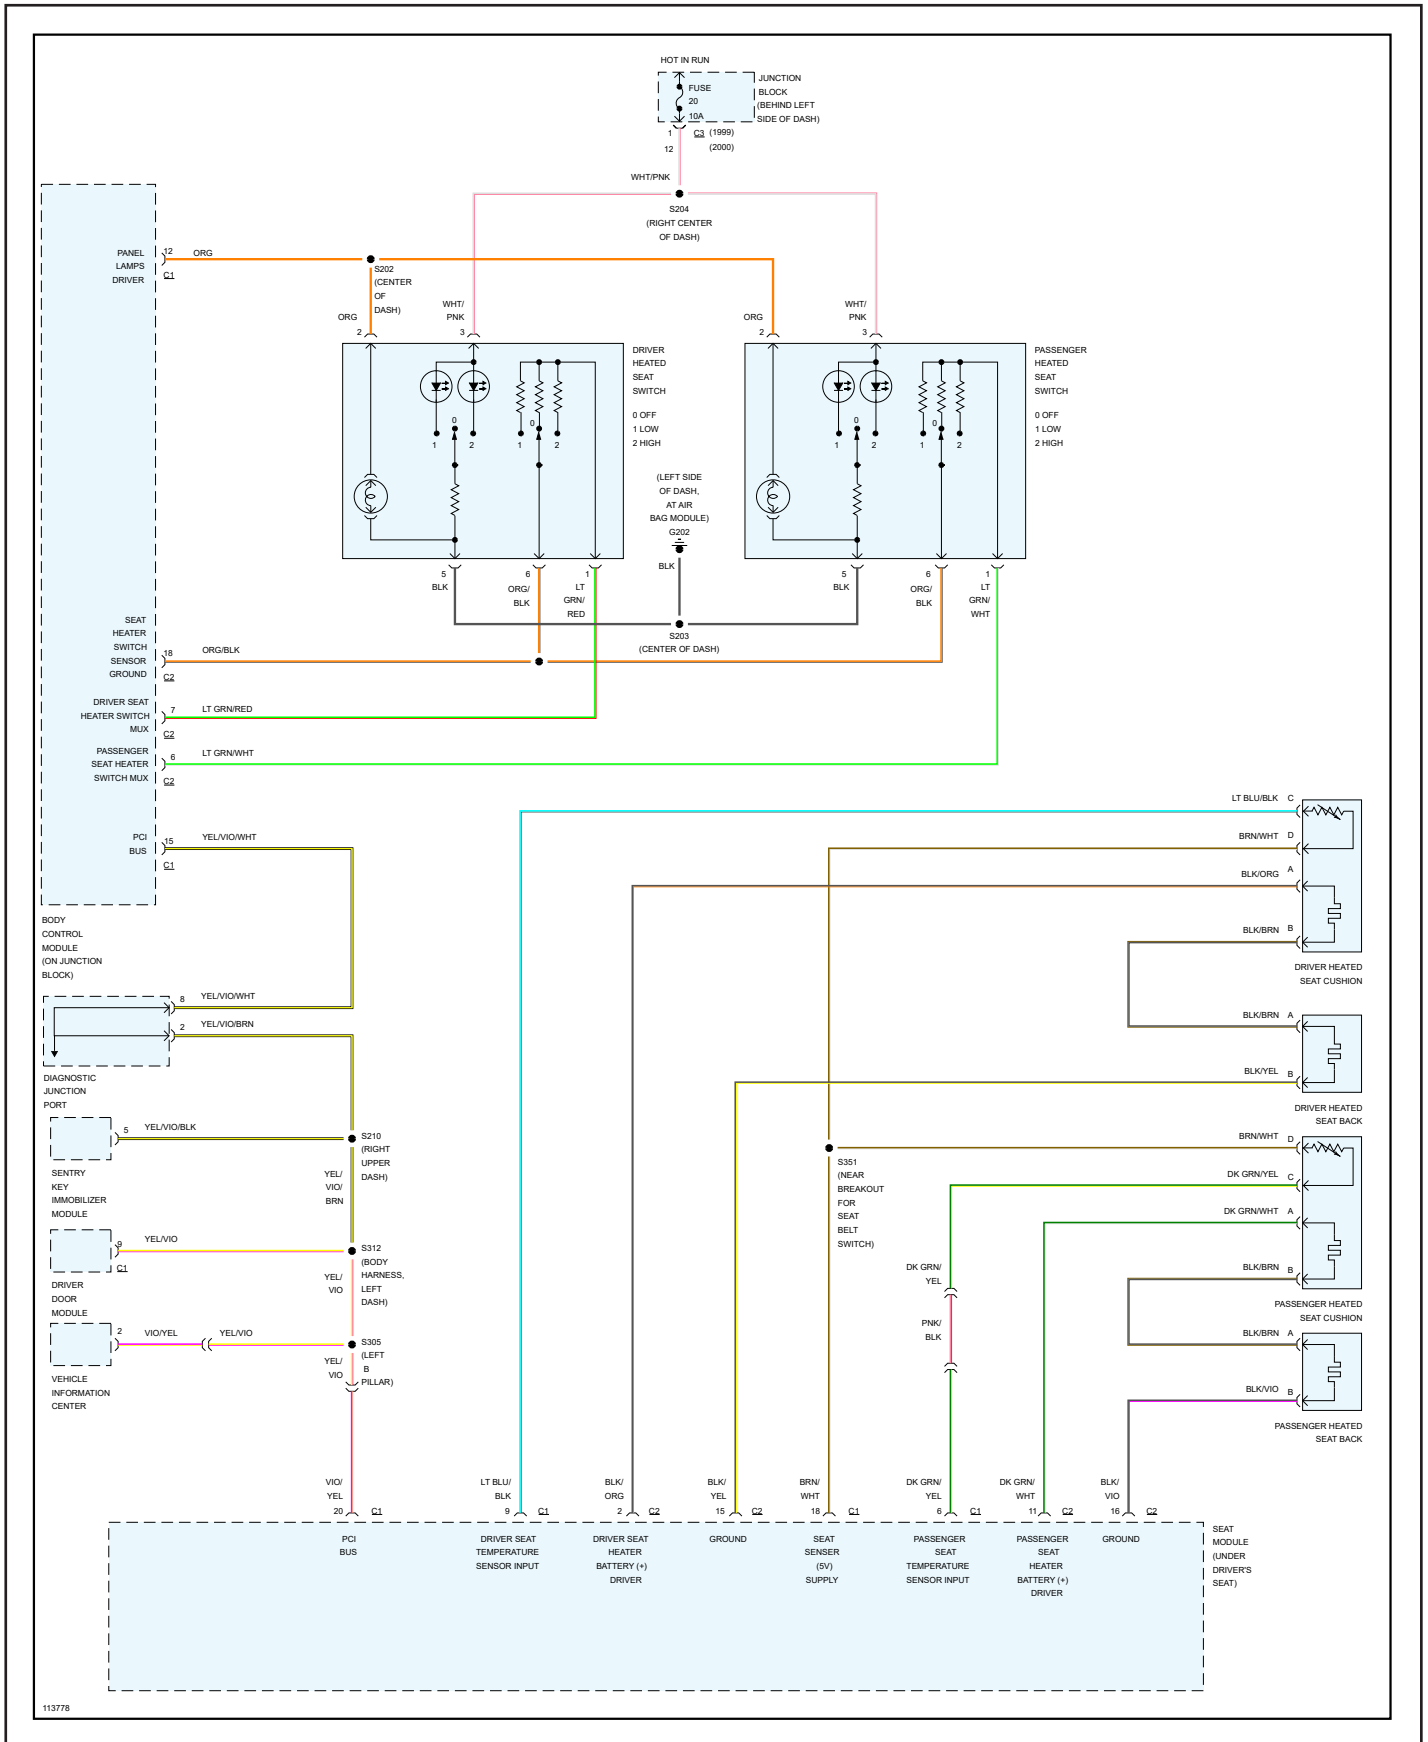 HOT IN RUN
FUSE
20
10A
JUNCTION
BLOCK
(BEHIND LEFT
SIDE OF DASH)
1 C3 (1999)
12 (2000)
WHT/PNK
S204
(RIGHT CENTER
OF DASH)
PANEL
LAMPS
DRIVER
12
C1
ORG
S202
(CENTER
OF
DASH)
ORG
2
WHT/
PNK
3
ORG
2
WHT/
PNK
3
DRIVER
HEATED
SEAT
SWITCH
0 OFF
1 LOW
2 HIGH
0
1 2
0
1 2
PASSENGER
HEATED
SEAT
SWITCH
0 OFF
1 LOW
2 HIGH
0
1 2
0
1 2
(LEFT SIDE
OF DASH,
AT AIR
BAG MODULE)
G202
BLK
5
BLK
6
ORG/
BLK
1
LT
GRN/
RED
5
BLK
6
ORG/
BLK
1
LT
GRN/
WHT
S203
(CENTER OF DASH)
SEAT
HEATER
SWITCH
SENSOR
GROUND
18
C2
ORG/BLK
DRIVER SEAT
HEATER SWITCH
MUX
7
C2
LT GRN/RED
PASSENGER
SEAT HEATER
SWITCH MUX
6
C2
LT GRN/WHT
PCI
BUS
15
C1
YEL/VIO/WHT
BODY
CONTROL
MODULE
(ON JUNCTION
BLOCK)
8 YEL/VIO/WHT
2 YEL/VIO/BRN
DIAGNOSTIC
JUNCTION
PORT
5 YEL/VIO/BLK
SENTRY
KEY
IMMOBILIZER
MODULE
S210
(RIGHT
UPPER
DASH)
YEL/
VIO/
BRN
9
C1
YEL/VIO
DRIVER
DOOR
MODULE
S312
(BODY
HARNESS,
LEFT
DASH)
YEL/
VIO
2 VIO/YEL YEL/VIO
VEHICLE
INFORMATION
CENTER
S305
(LEFT
B
PILLAR)
YEL/
VIO
LT BLU/BLK C
BRN/WHT D
BLK/ORG A
BLK/BRN B
DRIVER HEATED
SEAT CUSHION
BLK/BRN A
BLK/YEL B
DRIVER HEATED
SEAT BACK
BRN/WHT D
DK GRN/YEL C
DK GRN/WHT A
BLK/BRN B
PASSENGER HEATED
SEAT CUSHION
BLK/BRN A
BLK/VIO B
PASSENGER HEATED
SEAT BACK
S351
(NEAR
BREAKOUT
FOR
SEAT
BELT
SWITCH)
DK GRN/
YEL
PNK/
BLK
VIO/
YEL
20 C1
LT BLU/
BLK
9 C1
BLK/
ORG
2 C2
BLK/
YEL
15 C2
BRN/
WHT
18 C1
DK GRN/
YEL
6 C1
DK GRN/
WHT
11 C2
BLK/
VIO
16 C2
PCI
BUS
DRIVER SEAT
TEMPERATURE
SENSOR INPUT
DRIVER SEAT
HEATER
BATTERY (+)
DRIVER
GROUND
SEAT
SENSER
(5V)
SUPPLY
PASSENGER
SEAT
TEMPERATURE
SENSOR INPUT
PASSENGER
SEAT
HEATER
BATTERY (+)
DRIVER
GROUND
SEAT
MODULE
(UNDER
DRIVER'S
SEAT)
113778